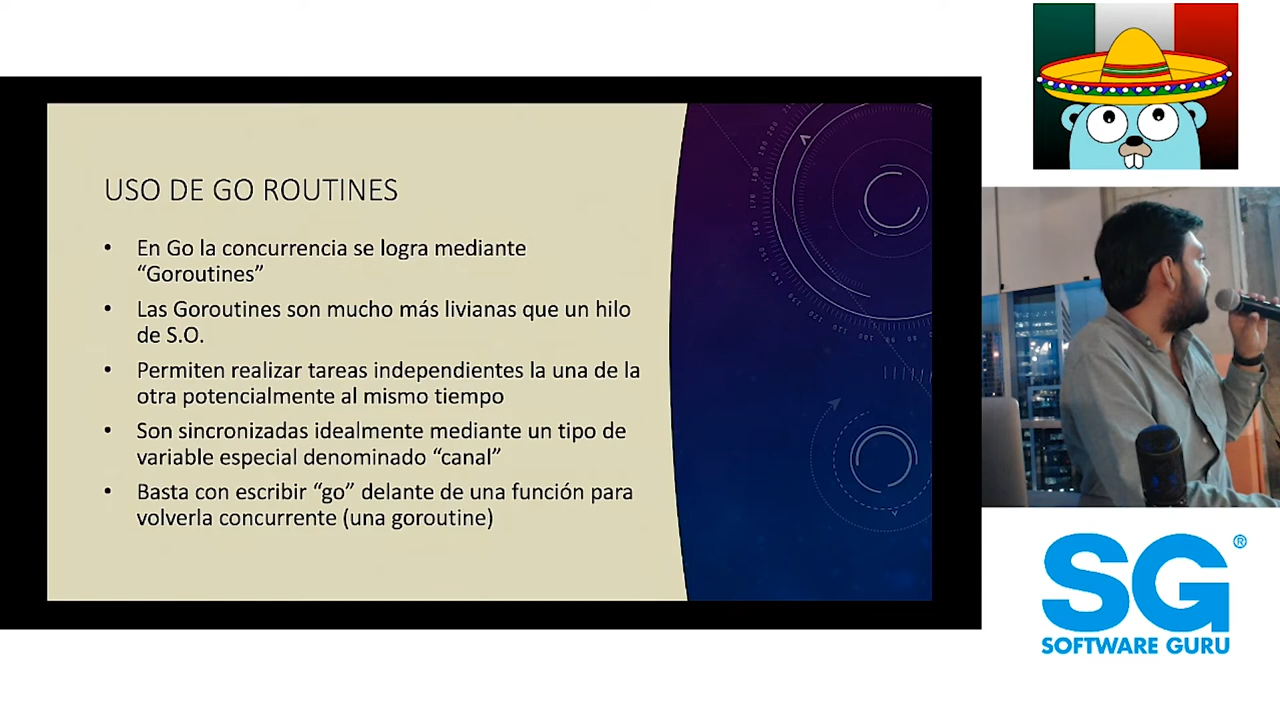 USO DE GO ROUTINES
• En Go la concurrencia se logra mediante
“Goroutines”
• Las Goroutines son mucho más livianas que un hilo
de S.O.
• Permiten realizar tareas independientes la una de la
otra potencialmente al mismo tiempo
• Son sincronizadas idealmente mediante un tipo de
variable especial denominado “canal”
• Basta con escribir “go” delante de una función para
volverla concurrente (una goroutine)
SG®
SOFTWARE GURU